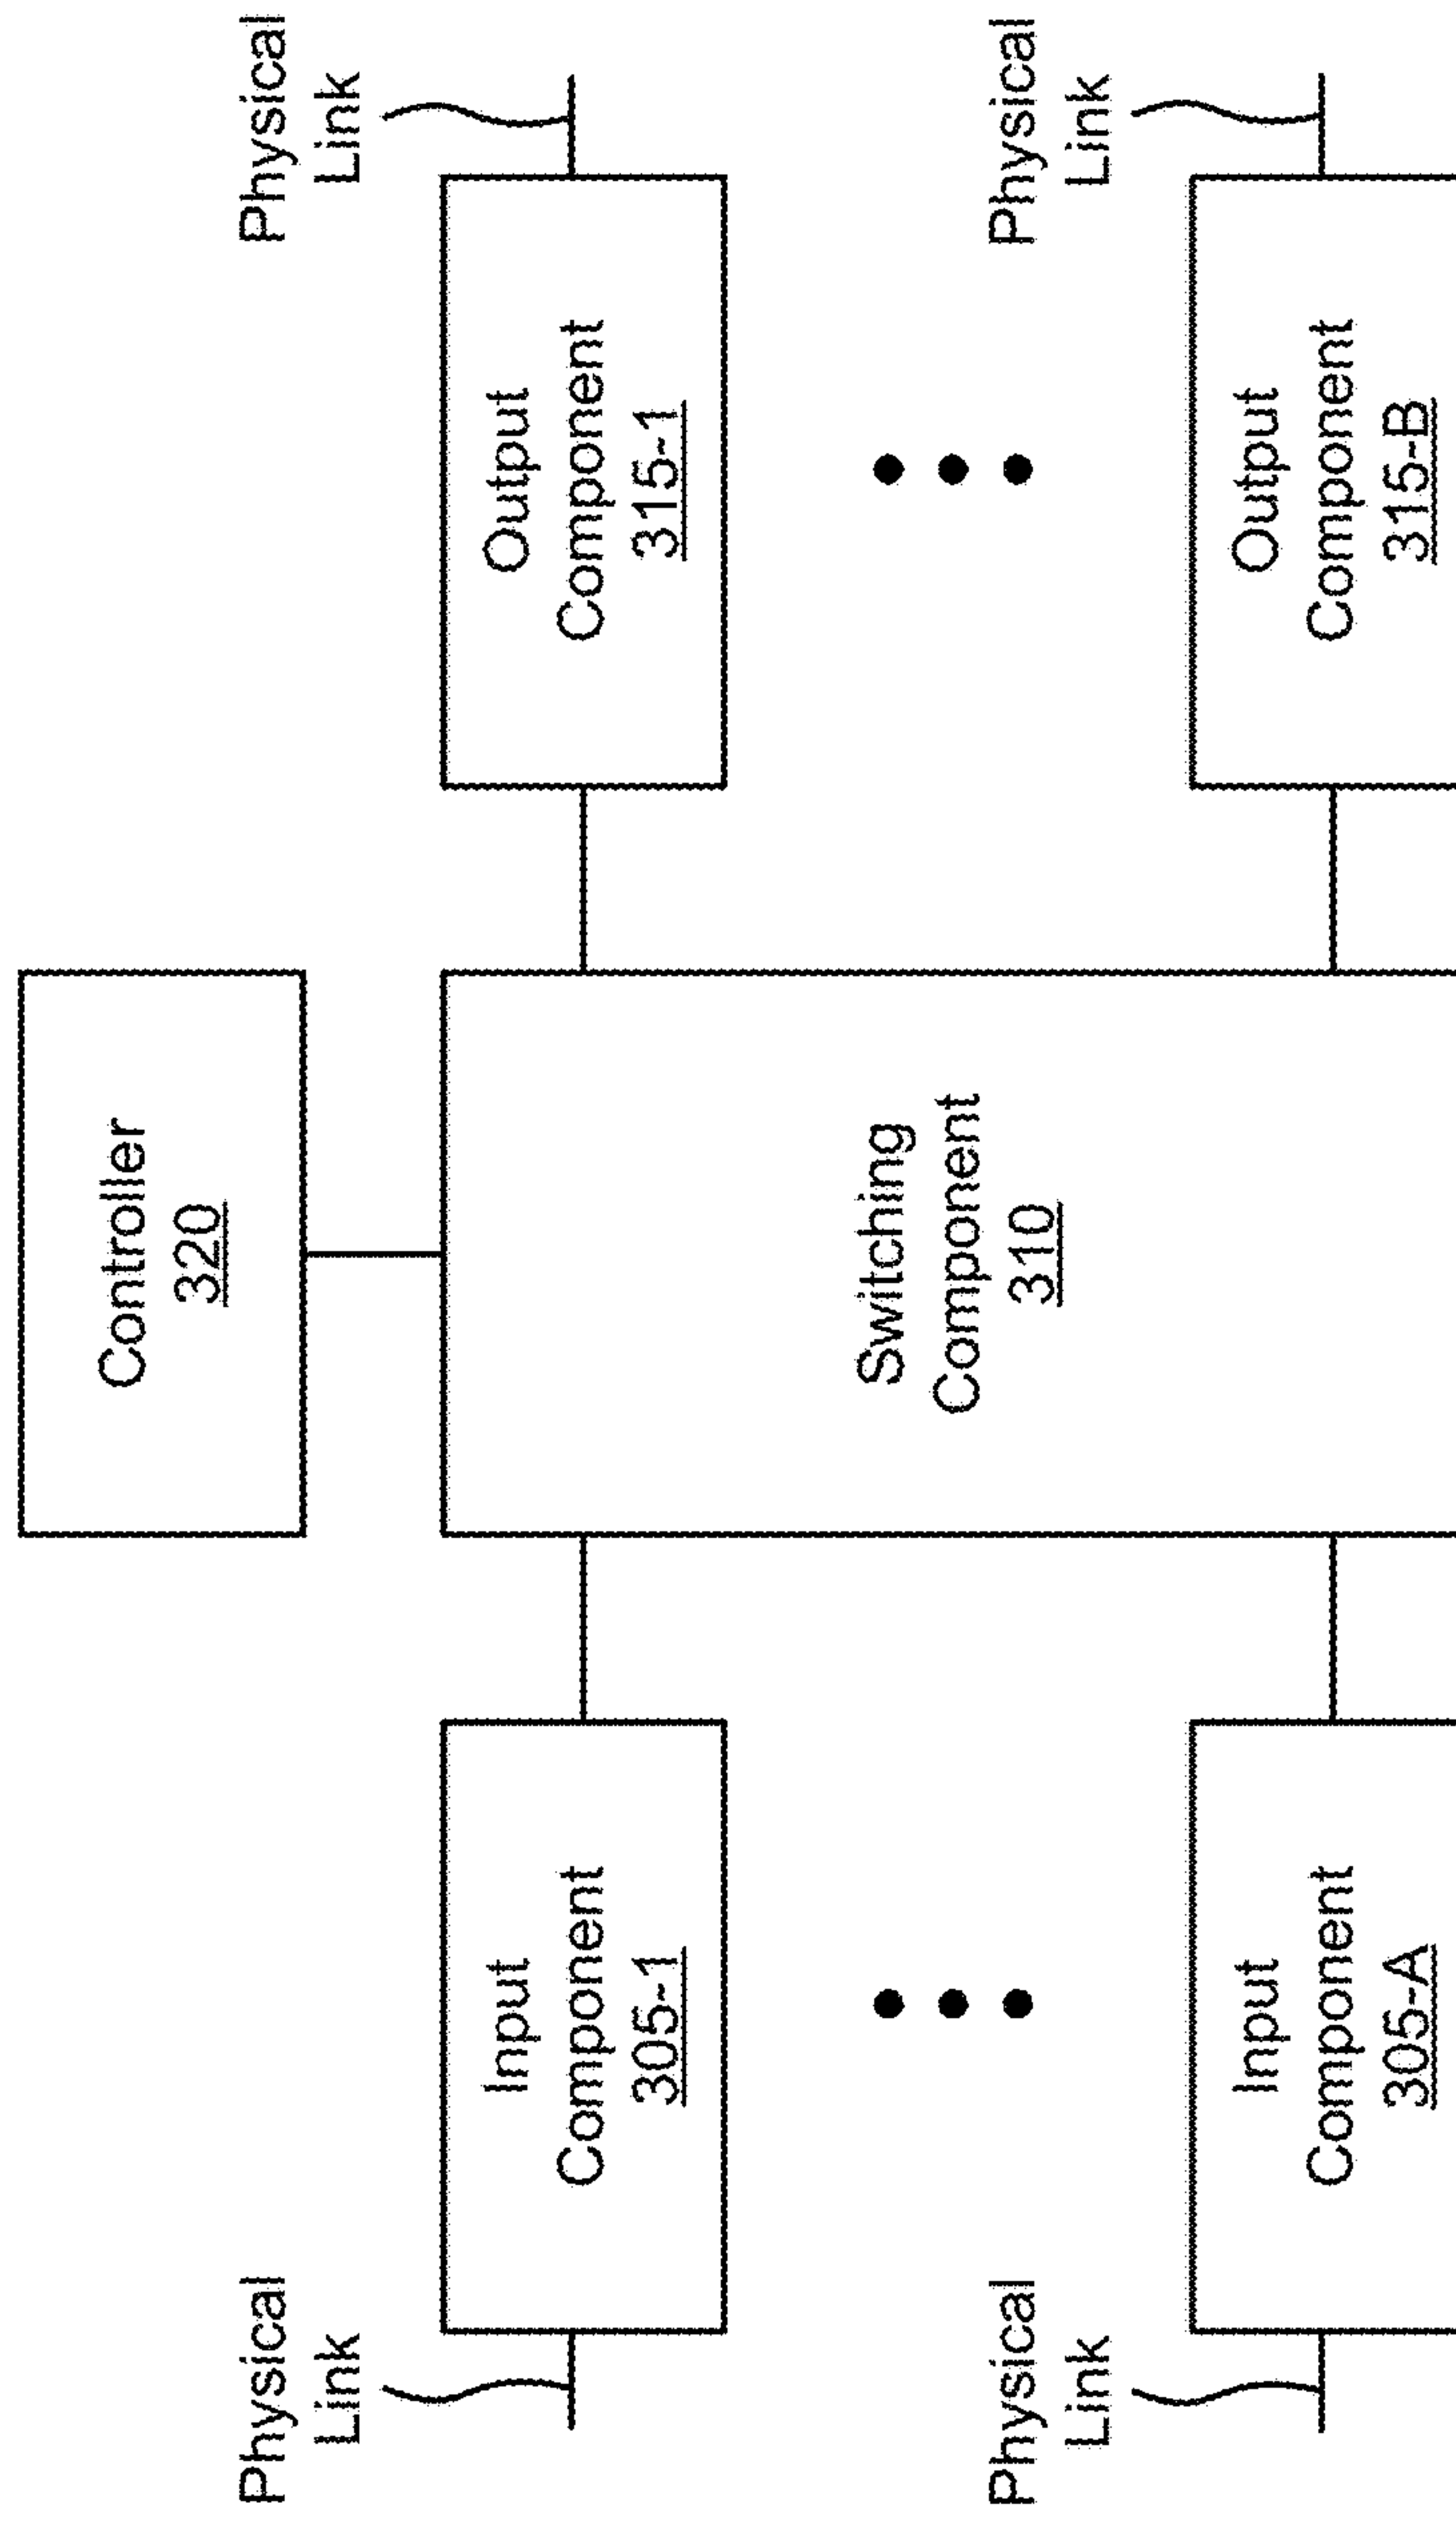 Controller
320
Physical
Link
Input
Component
305-1
Switching
Component
310
Output
Component
315-1
Physical
Link
Physical
Link
Input
Component
305-A
Output
Component
315-B
Physical
Link